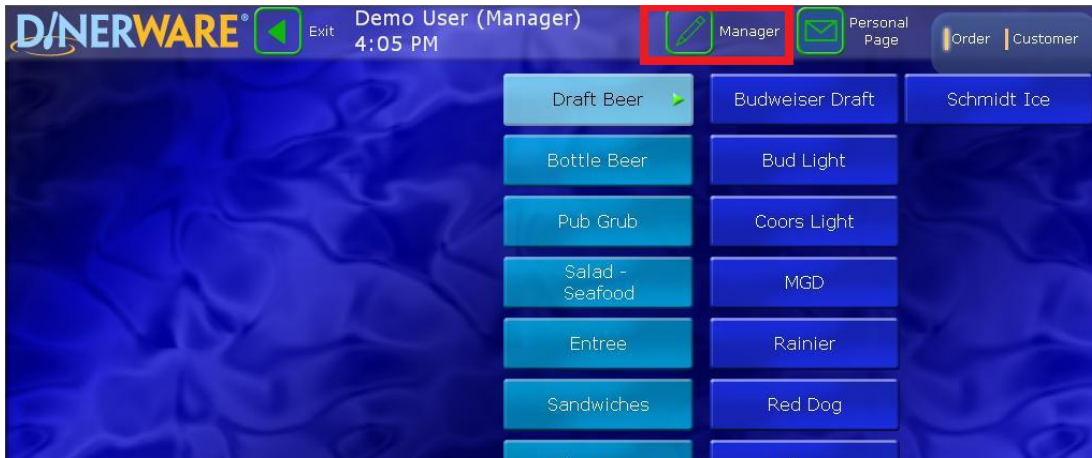 DINERWARE®
Exit
Demo User (Manager)
4:05 PM
Manager
Personal
Page
Order
Customer
Draft Beer
Budweiser Draft
Schmidt Ice
Bottle Beer
Bud Light
Pub Grub
Coors Light
Salad -
Seafood
MGD
Entree
Rainier
Sandwiches
Red Dog